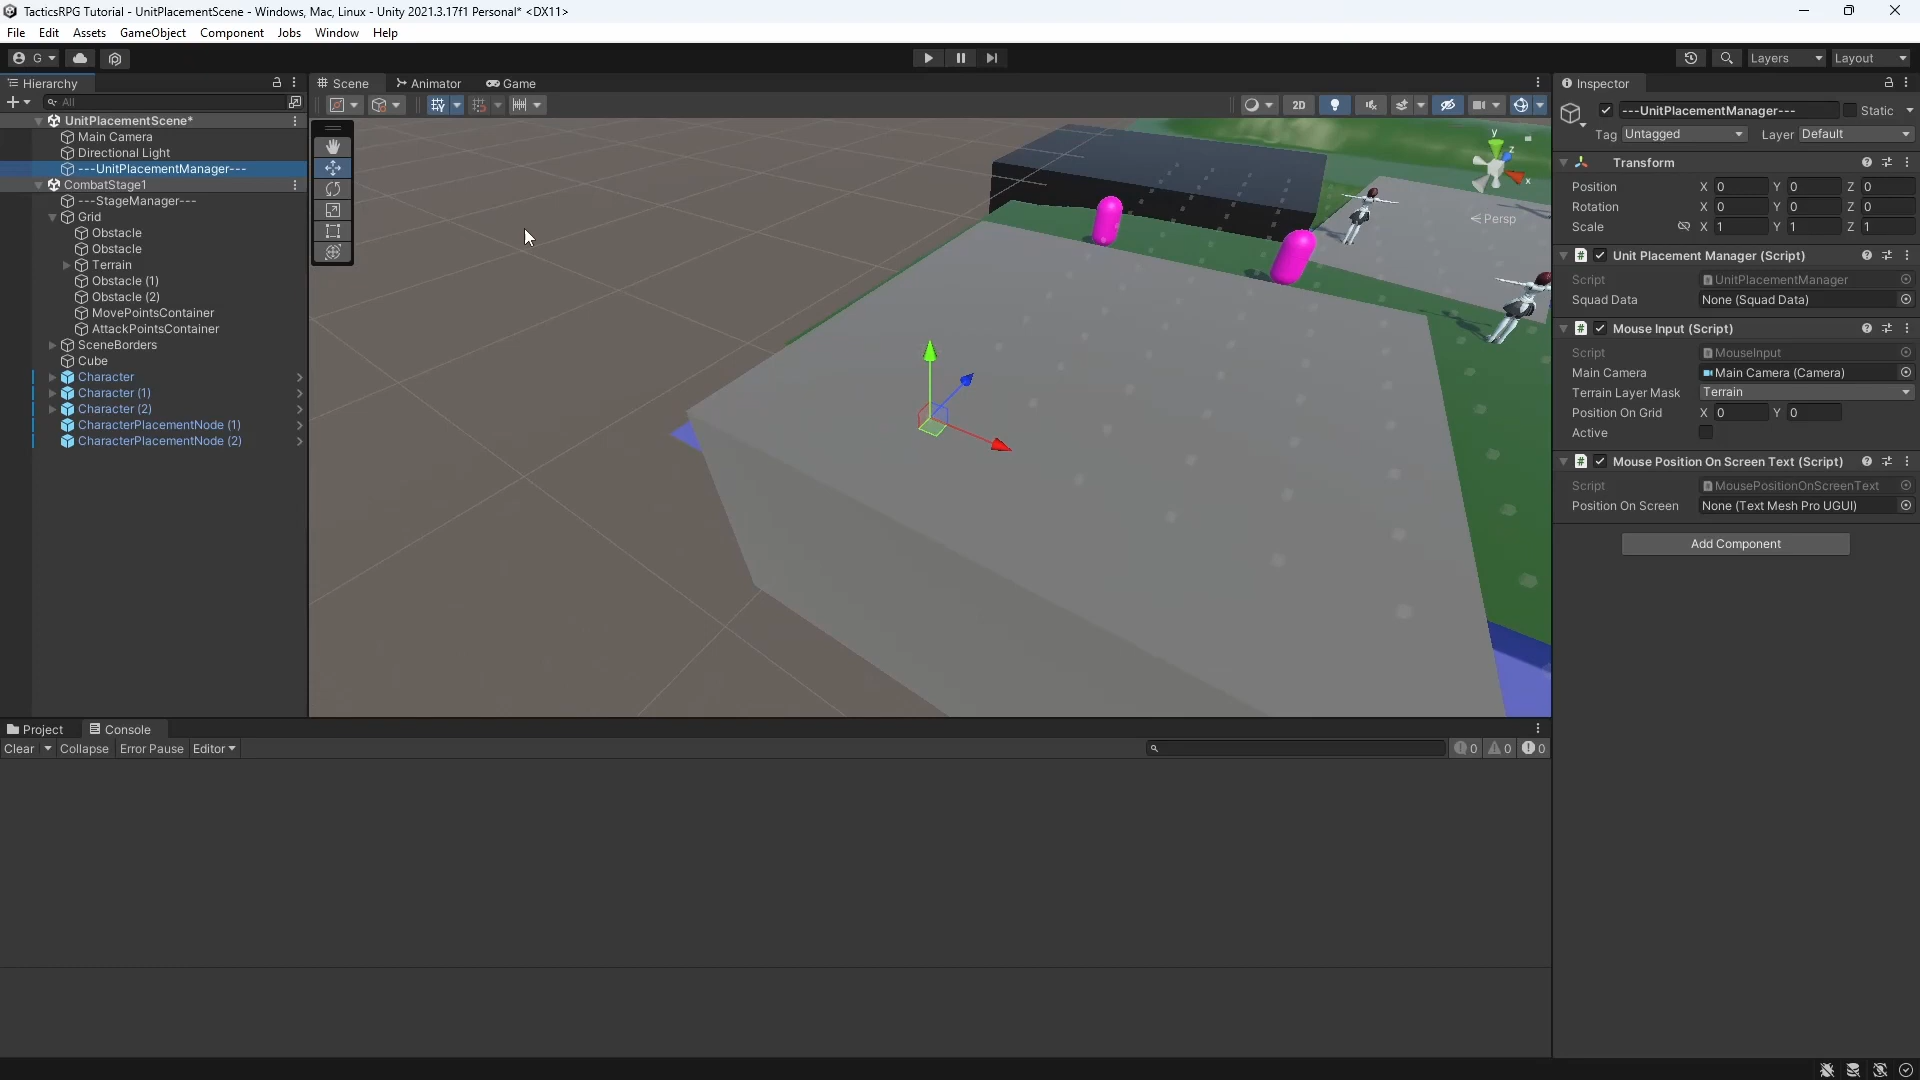 TacticsRPG Tutorial - UnitPlacementScene - Windows, Mac, Linux - Unity 2021.3.17f1 Personal* <DX11>
File Edit Assets GameObject Component Jobs Window Help
G Layers Layout
Hierarchy
All
UnitPlacementScene*
Main Camera
Directional Light
---UnitPlacementManager---
CombatStage1
---StageManager---
Grid
Obstacle
Obstacle
Terrain
Obstacle (1)
Obstacle (2)
MovePointsContainer
AttackPointsContainer
SceneBorders
Cube
Character
Character (1)
Character (2)
CharacterPlacementNode (1)
CharacterPlacementNode (2)
Scene Animator Game
2D
y
z
x
Persp
Inspector
---UnitPlacementManager--- Static
Tag Untagged Layer Default
Transform
Position X 0 Y 0 Z 0
Rotation X 0 Y 0 Z 0
Scale X 1 Y 1 Z 1
Unit Placement Manager (Script)
Script UnitPlacementManager
Squad Data None (Squad Data)
Mouse Input (Script)
Script MouseInput
Main Camera Main Camera (Camera)
Terrain Layer Mask Terrain
Position On Grid X 0 Y 0
Active
Mouse Position On Screen Text (Script)
Script MousePositionOnScreenText
Position On Screen None (Text Mesh Pro UGUI)
Add Component
Project Console
Clear Collapse Error Pause Editor 0 0 0